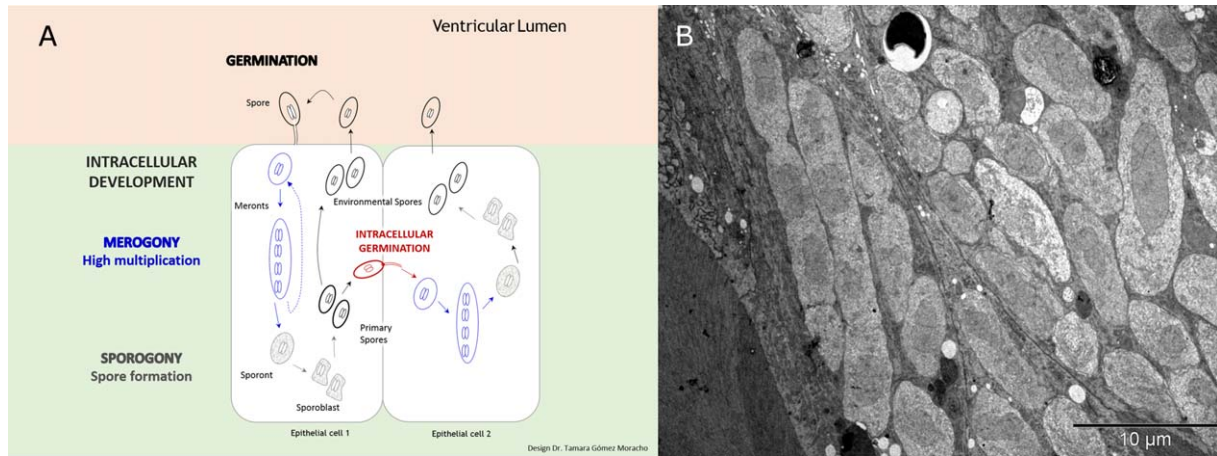 A
Ventricular Lumen
GERMINATION
Spore
INTRACELLULAR
DEVELOPMENT
Meronts
Environmental Spores
MEROGONY
High multiplication
INTRACELLULAR
GERMINATION
Primary
Spores
SPOROGONY
Spore formation
Sporont
Sporoblast
Epithelial cell 1
Epithelial cell 2
Design Dr. Tamara Gómez Moracho
B
10 µm